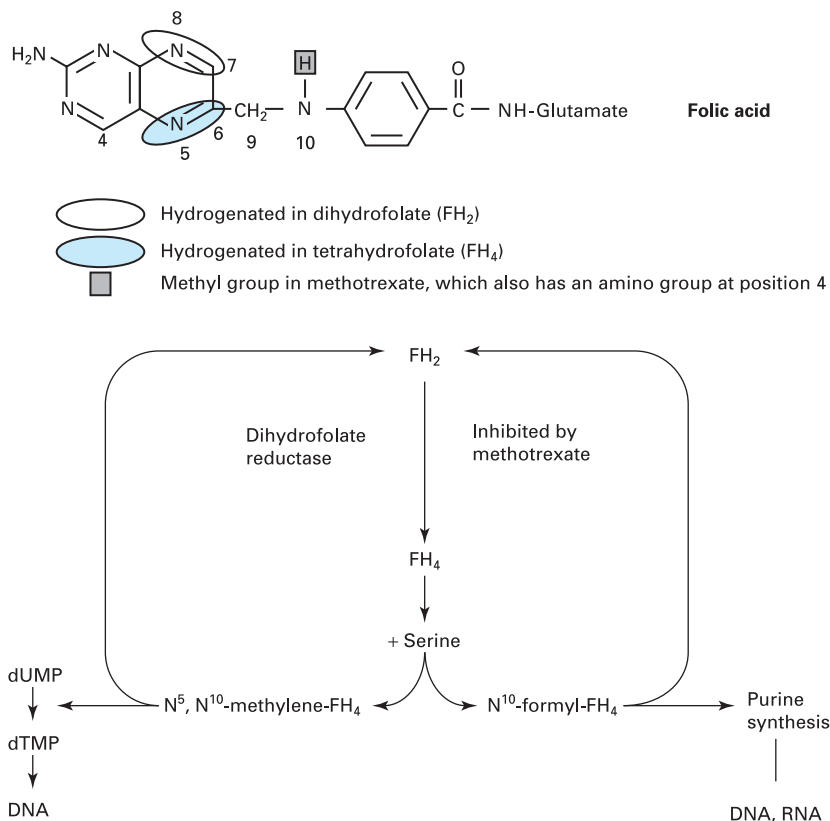 8
H₂N
N
N
7
H
O
N
N
6
CH₂
N
C
NH-Glutamate
Folic acid
4
5
9
10
Hydrogenated in dihydrofolate (FH₂)
Hydrogenated in tetrahydrofolate (FH₄)
Methyl group in methotrexate, which also has an amino group at position 4
FH₂
Dihydrofolate
reductase
Inhibited by
methotrexate
FH₄
+ Serine
dUMP
N⁵, N¹⁰-methylene-FH₄
N¹⁰-formyl-FH₄
Purine
synthesis
dTMP
DNA
DNA, RNA